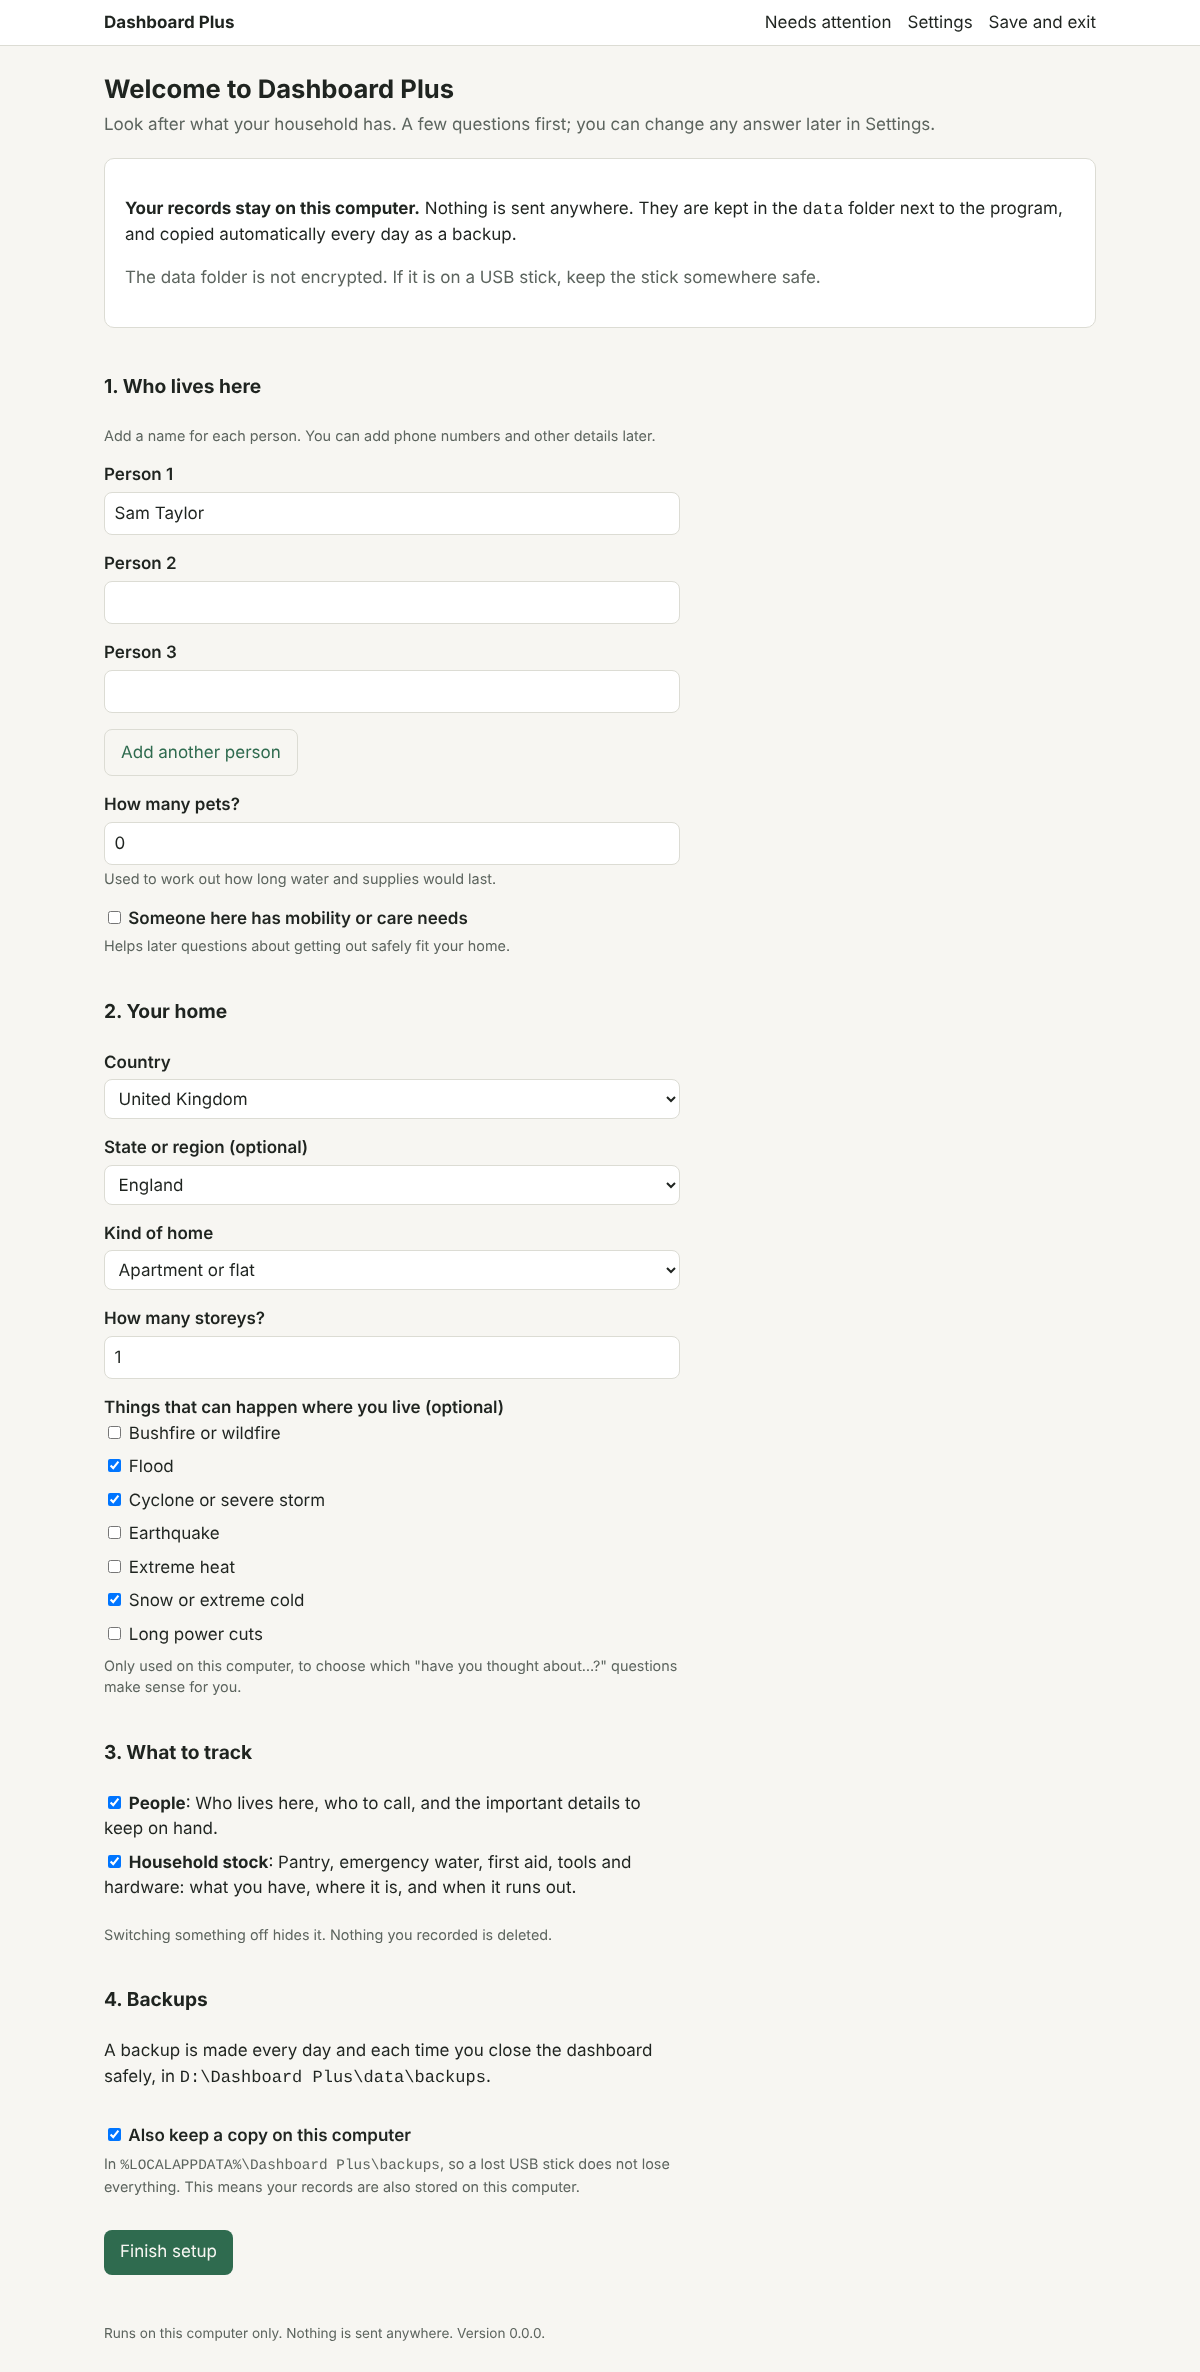 Dashboard Plus
Needs attention Settings Save and exit
Welcome to Dashboard Plus
Look after what your household has. A few questions first; you can change any answer later in Settings.
Your records stay on this computer. Nothing is sent anywhere. They are kept in the data folder next to the program,
and copied automatically every day as a backup.
The data folder is not encrypted. If it is on a USB stick, keep the stick somewhere safe.
1. Who lives here
Add a name for each person. You can add phone numbers and other details later.
Person 1
Sam Taylor
Person 2
Person 3
Add another person
How many pets?
0
Used to work out how long water and supplies would last.
Someone here has mobility or care needs
Helps later questions about getting out safely fit your home.
2. Your home
Country
United Kingdom
State or region (optional)
England
Kind of home
Apartment or flat
How many storeys?
1
Things that can happen where you live (optional)
Bushfire or wildfire
Flood
Cyclone or severe storm
Earthquake
Extreme heat
Snow or extreme cold
Long power cuts
Only used on this computer, to choose which "have you thought about...?" questions
make sense for you.
3. What to track
People: Who lives here, who to call, and the important details to
keep on hand.
Household stock: Pantry, emergency water, first aid, tools and
hardware: what you have, where it is, and when it runs out.
Switching something off hides it. Nothing you recorded is deleted.
4. Backups
A backup is made every day and each time you close the dashboard
safely, in D:\Dashboard Plus\data\backups.
Also keep a copy on this computer
In %LOCALAPPDATA%\Dashboard Plus\backups, so a lost USB stick does not lose
everything. This means your records are also stored on this computer.
Finish setup
Runs on this computer only. Nothing is sent anywhere. Version 0.0.0.